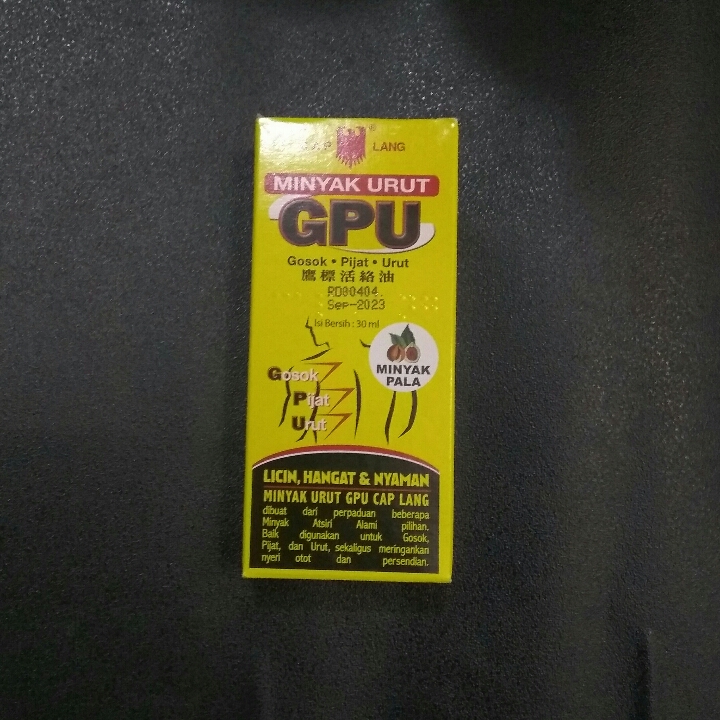 CAP LANG
MINYAK URUT
GPU
Gosok • Pijat • Urut
鷹標活絡油
RD80404.
Sep-2023
Isi Bersih : 30 ml
MINYAK
PALA
Gosok
Pijat
Urut
LICIN, HANGAT & NYAMAN
MINYAK URUT GPU CAP LANG
dibuat dari perpaduan beberapa
Minyak Atsiri Alami pilihan.
Baik digunakan untuk Gosok,
Pijat, dan Urut, sekaligus meringankan
nyeri otot dan persendian.